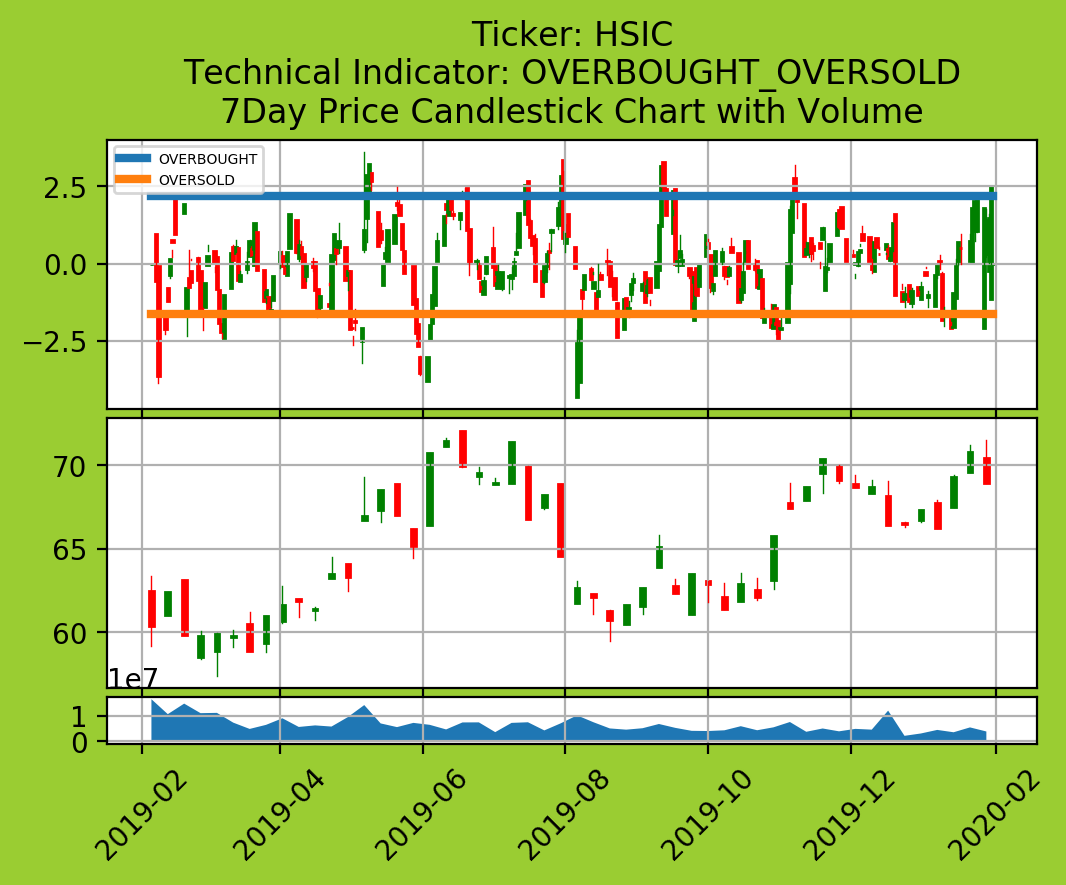 Ticker: HSIC
Technical Indicator: OVERBOUGHT_OVERSOLD
7Day Price Candlestick Chart with Volume
OVERBOUGHT
OVERSOLD
2.5
0.0
−2.5
70
65
60
1e7
1
0
2019-02
2019-04
2019-06
2019-08
2019-10
2019-12
2020-02